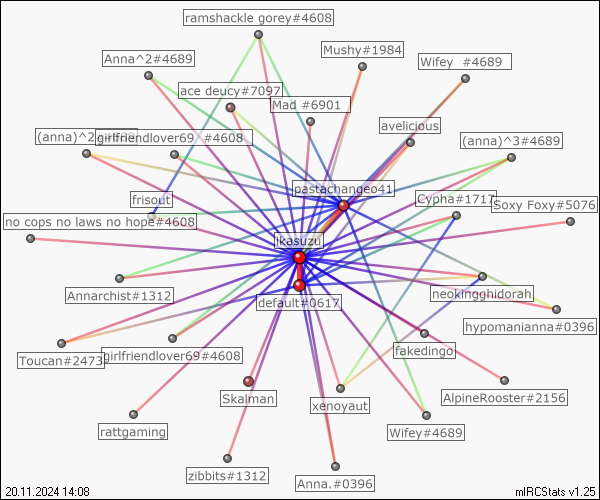 ramshackle gorey#4608
Mushy#1984
Anna^2#4689
Wifey #4689
ace deucy#7097
Mad #6901
avelicious
(anna)^2
girlfriendlover69 #4608
(anna)^3#4689
pastachangeo41
frisout
Cypha#1717
Soxy Foxy#5076
no cops no laws no hope#4608
ikasuzu
Annarchist#1312
default#0617
neokingghidorah
hypomanianna#0396
Toucan#2473
girlfriendlover69#4608
fakedingo
Skalman
xenoyaut
AlpineRooster#2156
rattgaming
Wifey#4689
zibbits#1312
Anna.#0396
20.11.2024 14:08
mIRCStats v1.25